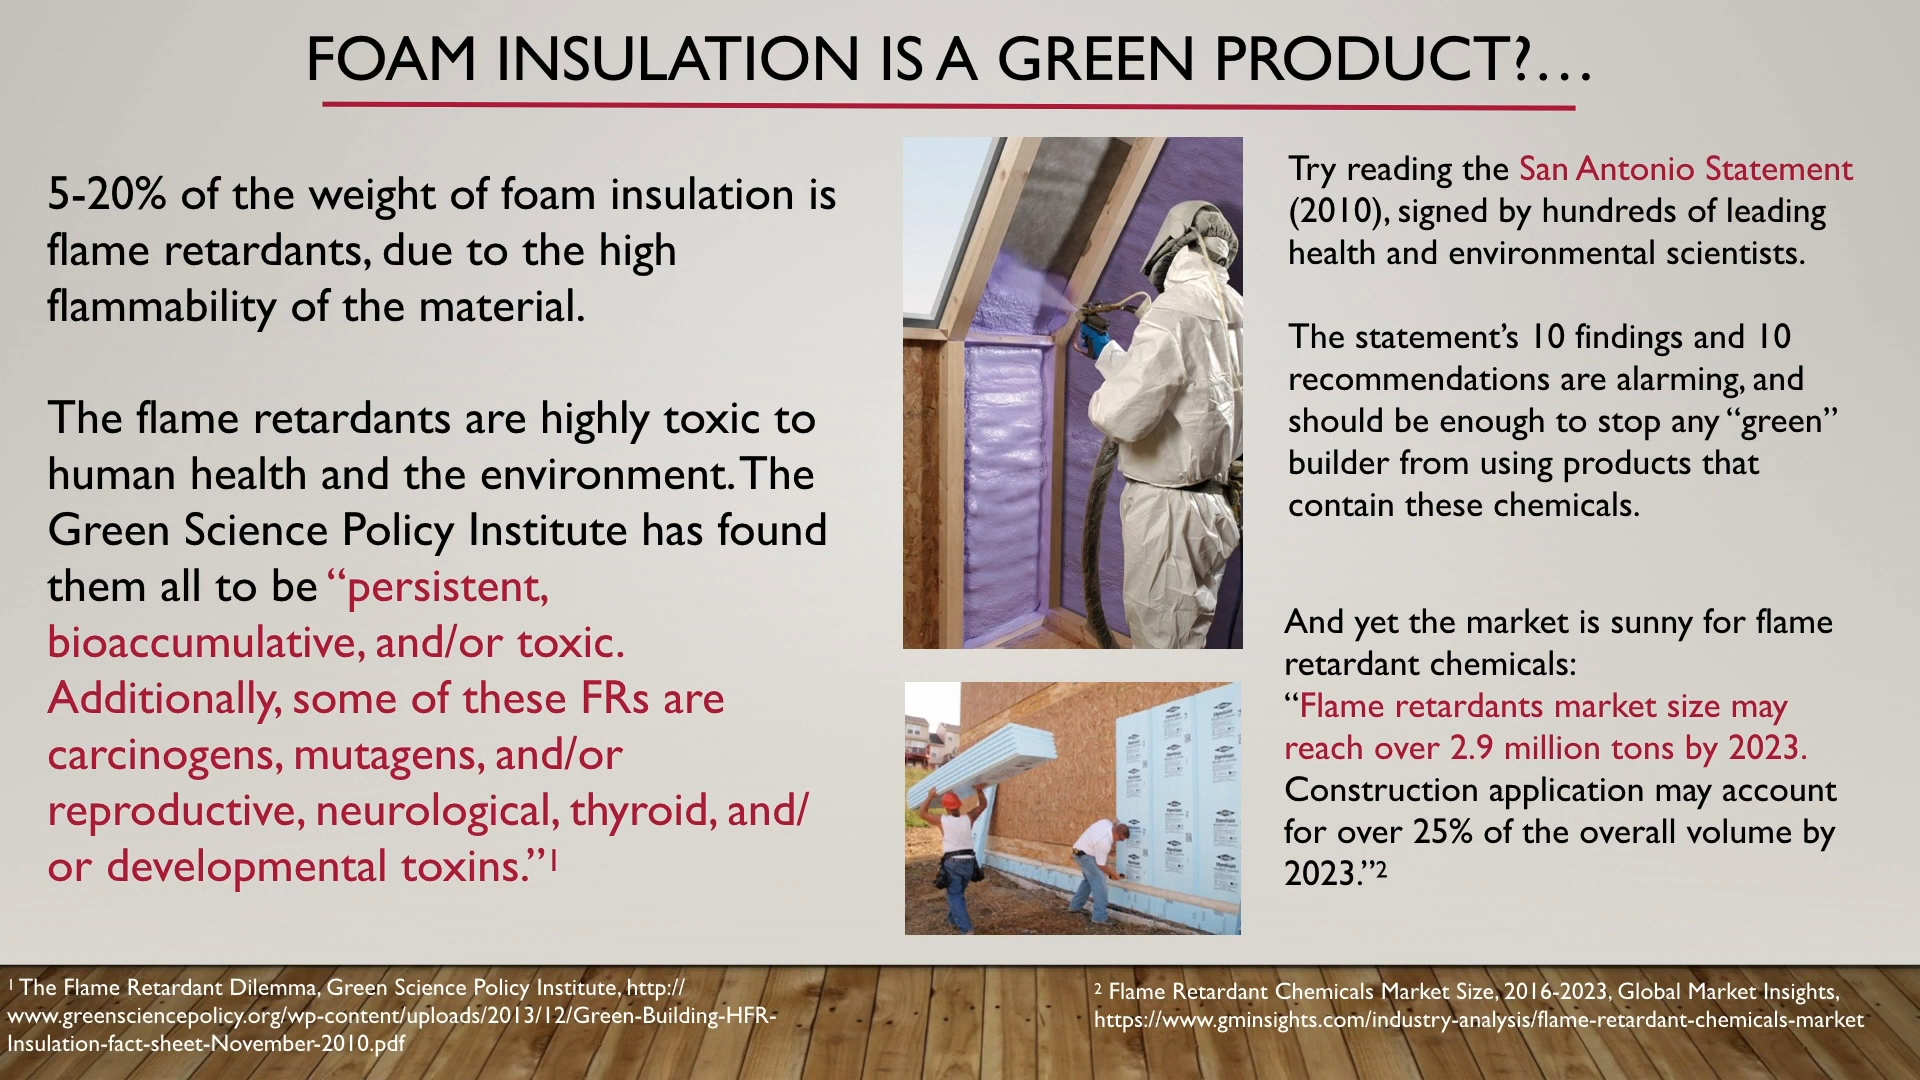 FOAM INSULATION IS A GREEN PRODUCT?...
5-20% of the weight of foam insulation is
flame retardants, due to the high
flammability of the material.
The flame retardants are highly toxic to
human health and the environment. The
Green Science Policy Institute has found
them all to be “persistent,
bioaccumulative, and/or toxic.
Additionally, some of these FRs are
carcinogens, mutagens, and/or
reproductive, neurological, thyroid, and/
or developmental toxins.”1
Try reading the San Antonio Statement
(2010), signed by hundreds of leading
health and environmental scientists.
The statement’s 10 findings and 10
recommendations are alarming, and
should be enough to stop any “green”
builder from using products that
contain these chemicals.
And yet the market is sunny for flame
retardant chemicals:
“Flame retardants market size may
reach over 2.9 million tons by 2023.
Construction application may account
for over 25% of the overall volume by
2023.”2
1 The Flame Retardant Dilemma, Green Science Policy Institute, http://
www.greensciencepolicy.org/wp-content/uploads/2013/12/Green-Building-HFR-
Insulation-fact-sheet-November-2010.pdf
2 Flame Retardant Chemicals Market Size, 2016-2023, Global Market Insights,
https://www.gminsights.com/industry-analysis/flame-retardant-chemicals-market